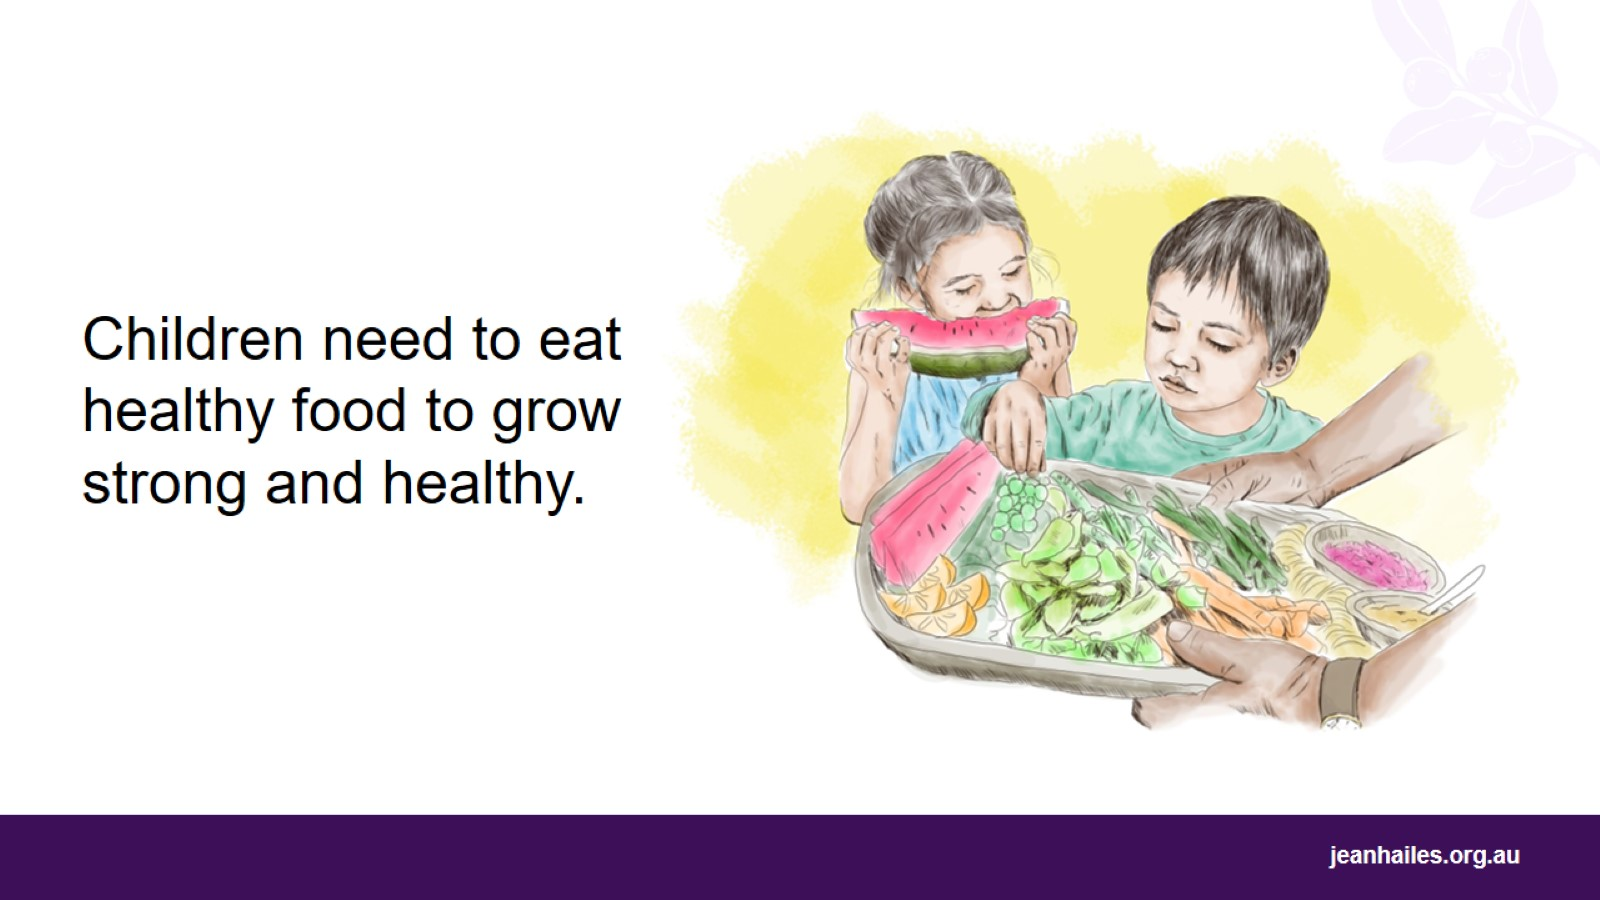 Children need to eat
healthy food to grow
strong and healthy.
jeanhailes.org.au